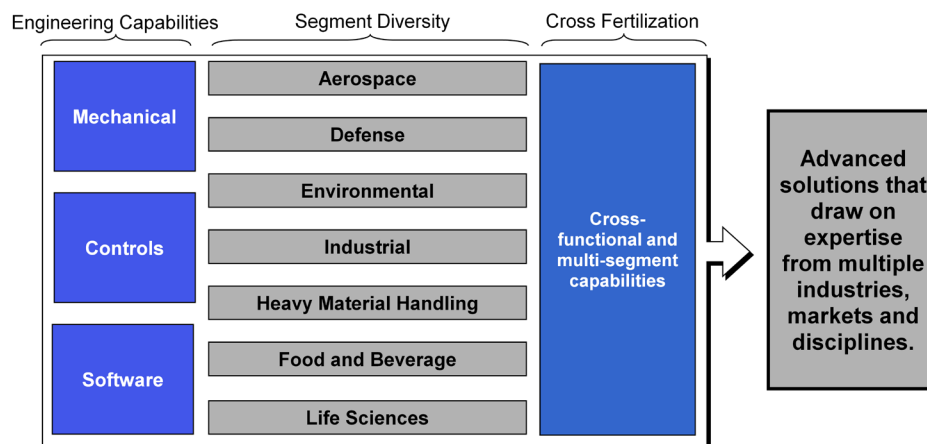 Engineering Capabilities
Segment Diversity
Cross Fertilization
Mechanical
Controls
Software
Aerospace
Defense
Environmental
Industrial
Heavy Material Handling
Food and Beverage
Life Sciences
Cross-
functional and
multi-segment
capabilities
Advanced
solutions that
draw on
expertise
from multiple
industries,
markets and
disciplines.